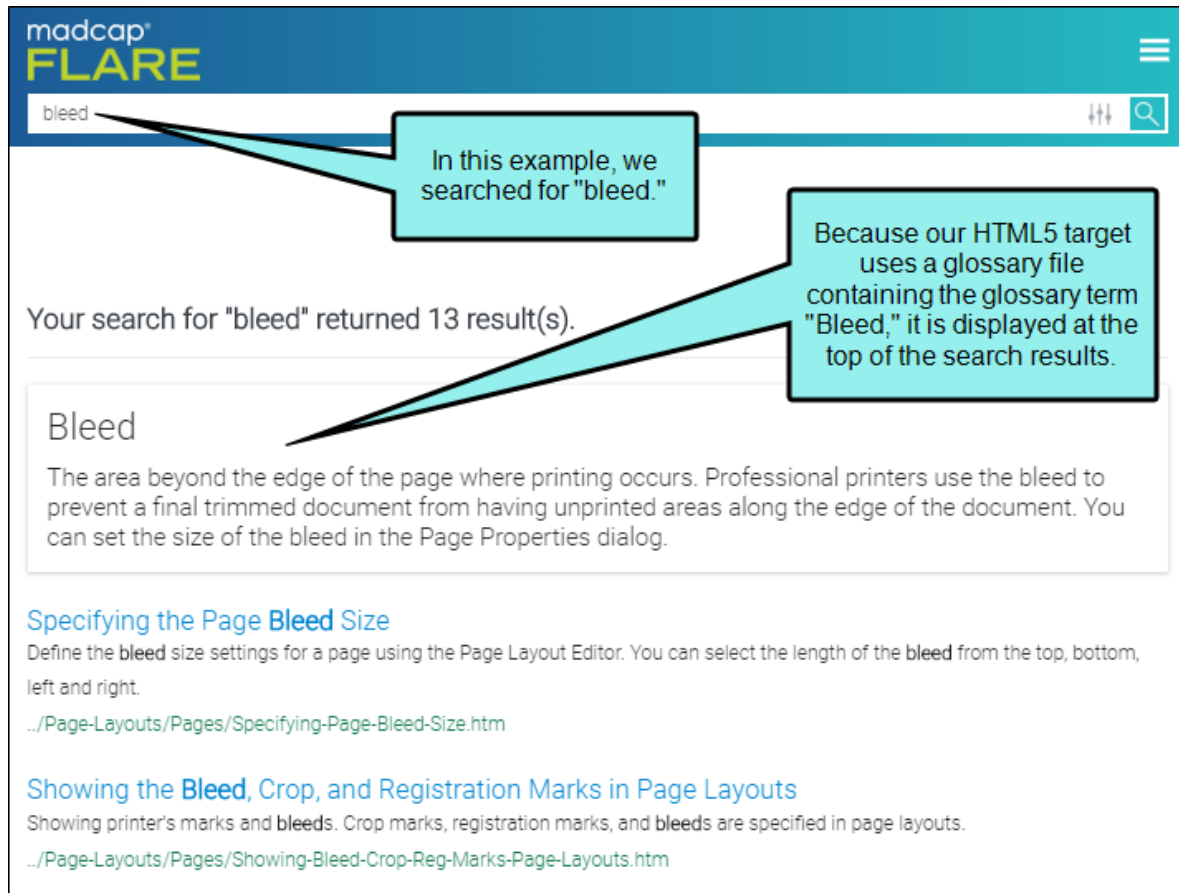 madcap®
FLARE
bleed
In this example, we
searched for "bleed."
Because our HTML5 target
uses a glossary file
containing the glossary term
"Bleed," it is displayed at the
top of the search results.
Your search for "bleed" returned 13 result(s).
Bleed
The area beyond the edge of the page where printing occurs. Professional printers use the bleed to
prevent a final trimmed document from having unprinted areas along the edge of the document. You
can set the size of the bleed in the Page Properties dialog.
Specifying the Page Bleed Size
Define the bleed size settings for a page using the Page Layout Editor. You can select the length of the bleed from the top, bottom,
left and right.
../Page-Layouts/Pages/Specifying-Page-Bleed-Size.htm
Showing the Bleed, Crop, and Registration Marks in Page Layouts
Showing printer's marks and bleeds. Crop marks, registration marks, and bleeds are specified in page layouts.
../Page-Layouts/Pages/Showing-Bleed-Crop-Reg-Marks-Page-Layouts.htm